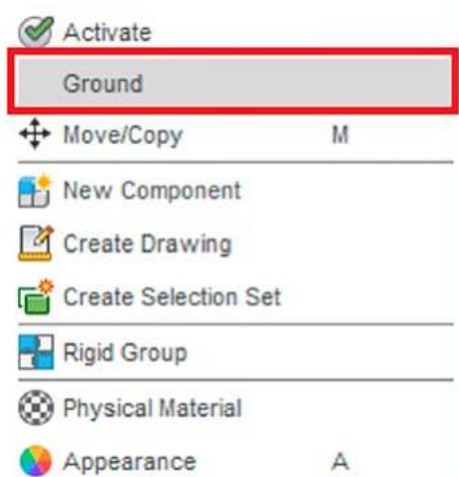 Activate
Ground
Move/Copy M
New Component
Create Drawing
Create Selection Set
Rigid Group
Physical Material
Appearance A